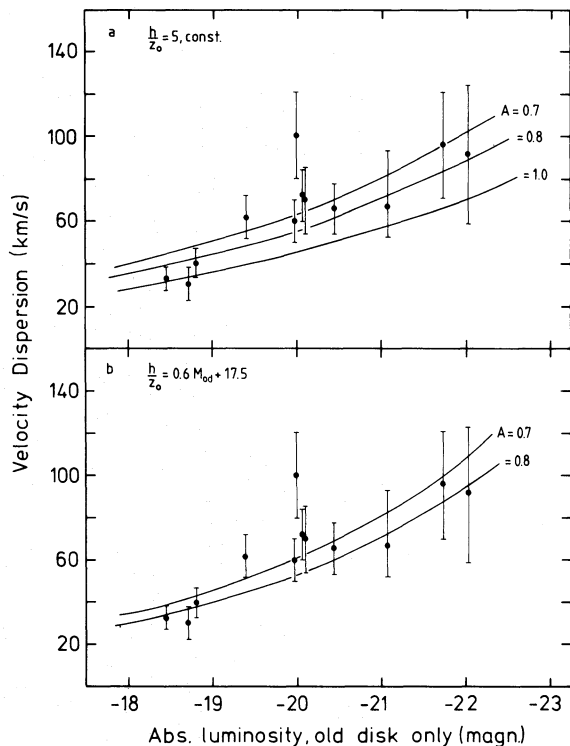 a
h/z₀ = 5, const.
140
100
60
20
A = 0.7
= 0.8
= 1.0
b
h/z₀ = 0.6 M_od + 17.5
140
100
60
20
A = 0.7
= 0.8
Velocity Dispersion (km/s)
-18 -19 -20 -21 -22 -23
Abs. luminosity, old disk only (magn.)